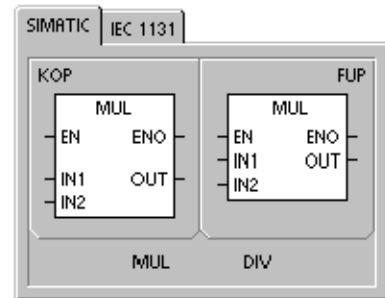 SIMATIC IEC 1131
KOP FUP
MUL MUL
EN ENO EN ENO
IN1 OUT IN1 OUT
IN2 IN2
MUL DIV